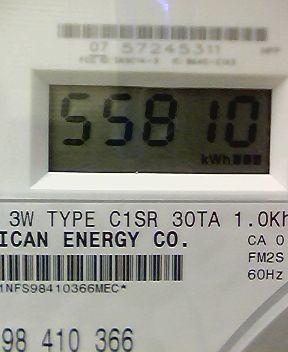 07 57245311
55810
kWh
3W TYPE C1SR 30TA 1.0Kh
ICAN ENERGY CO.
CA 0
FM2S
60Hz
1NFS98410366MEC*
98 410 366